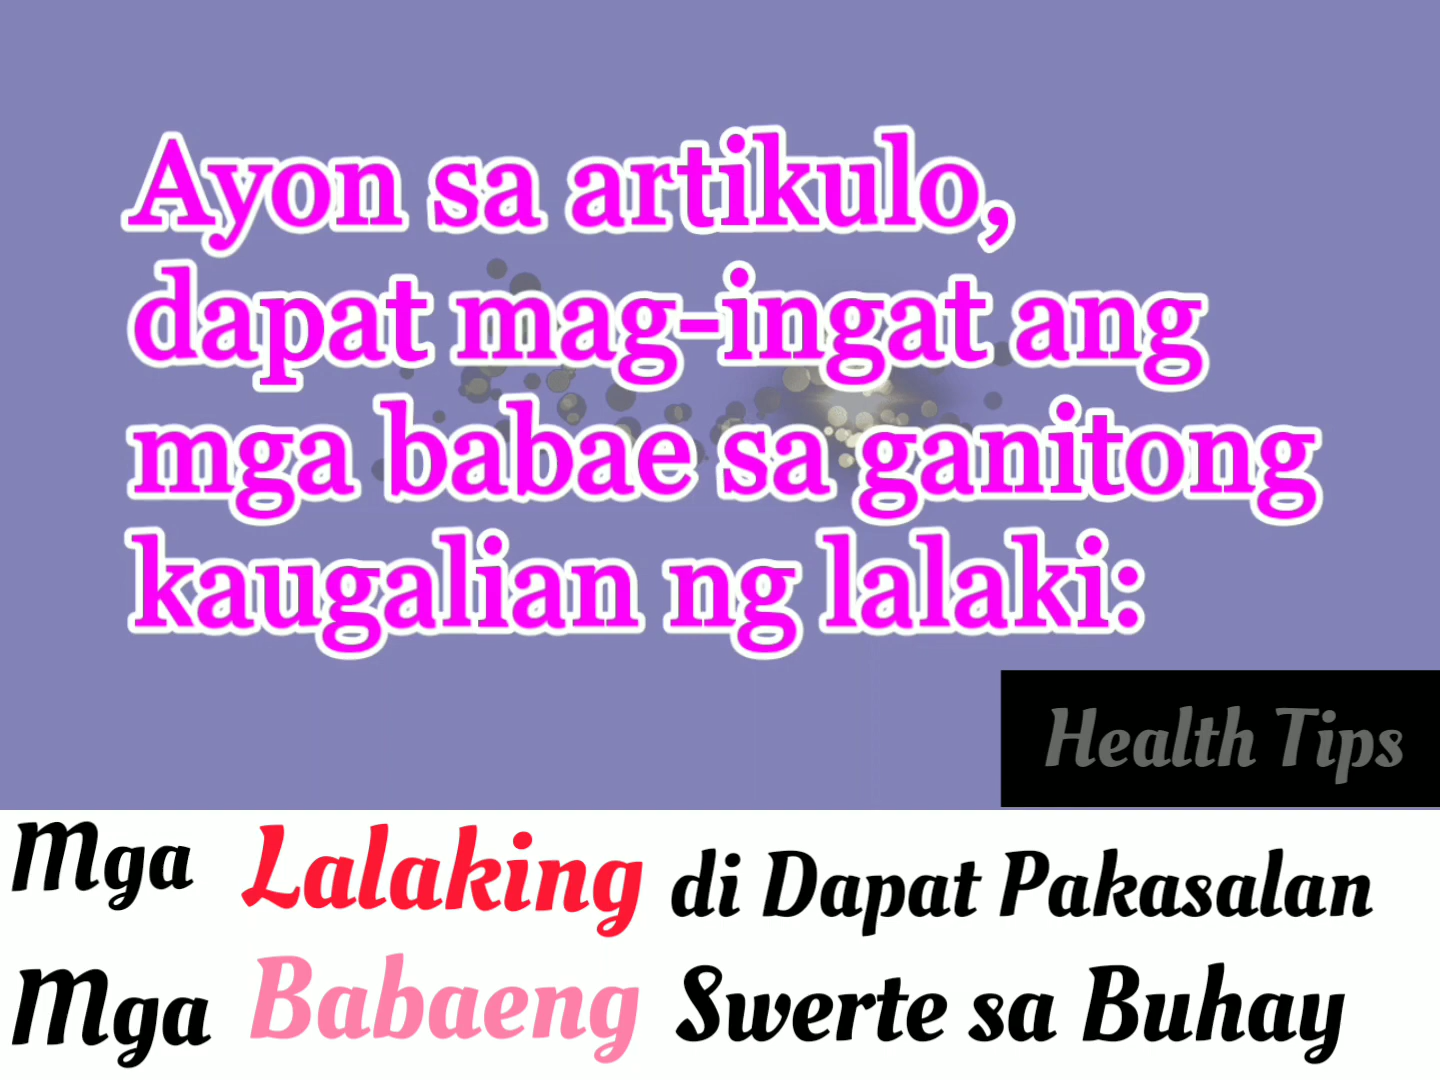 Ayon sa artikulo,
dapat mag-ingat ang
mga babae sa ganitong
kaugalian ng lalaki:
Health Tips
Mga Lalaking di Dapat Pakasalan
Mga Babaeng Swerte sa Buhay